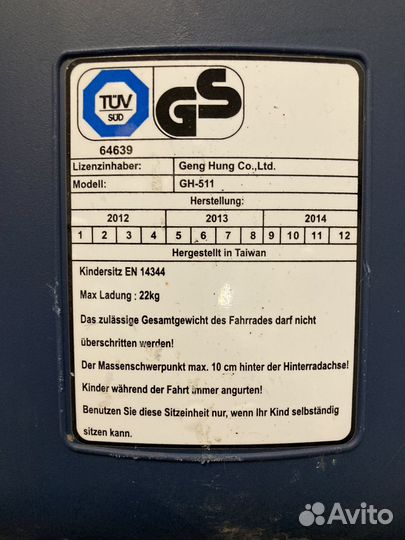 TÜV
SÜD
GS
64639
Lizenzinhaber: Geng Hung Co.,Ltd.
Modell: GH-511
Herstellung:
2012 2013 2014
1 2 3 4 5 6 7 8 9 10 11 12
Hergestellt in Taiwan
Kindersitz EN 14344
Max Ladung : 22kg
Das zulässige Gesamtgewicht des Fahrrades darf nicht
überschritten werden!
Der Massenschwerpunkt max. 10 cm hinter der Hinterradachse!
Kinder während der Fahrt immer angurten!
Benutzen Sie diese Sitzeinheit nur, wenn Ihr Kind selbständig
sitzen kann.
Avito